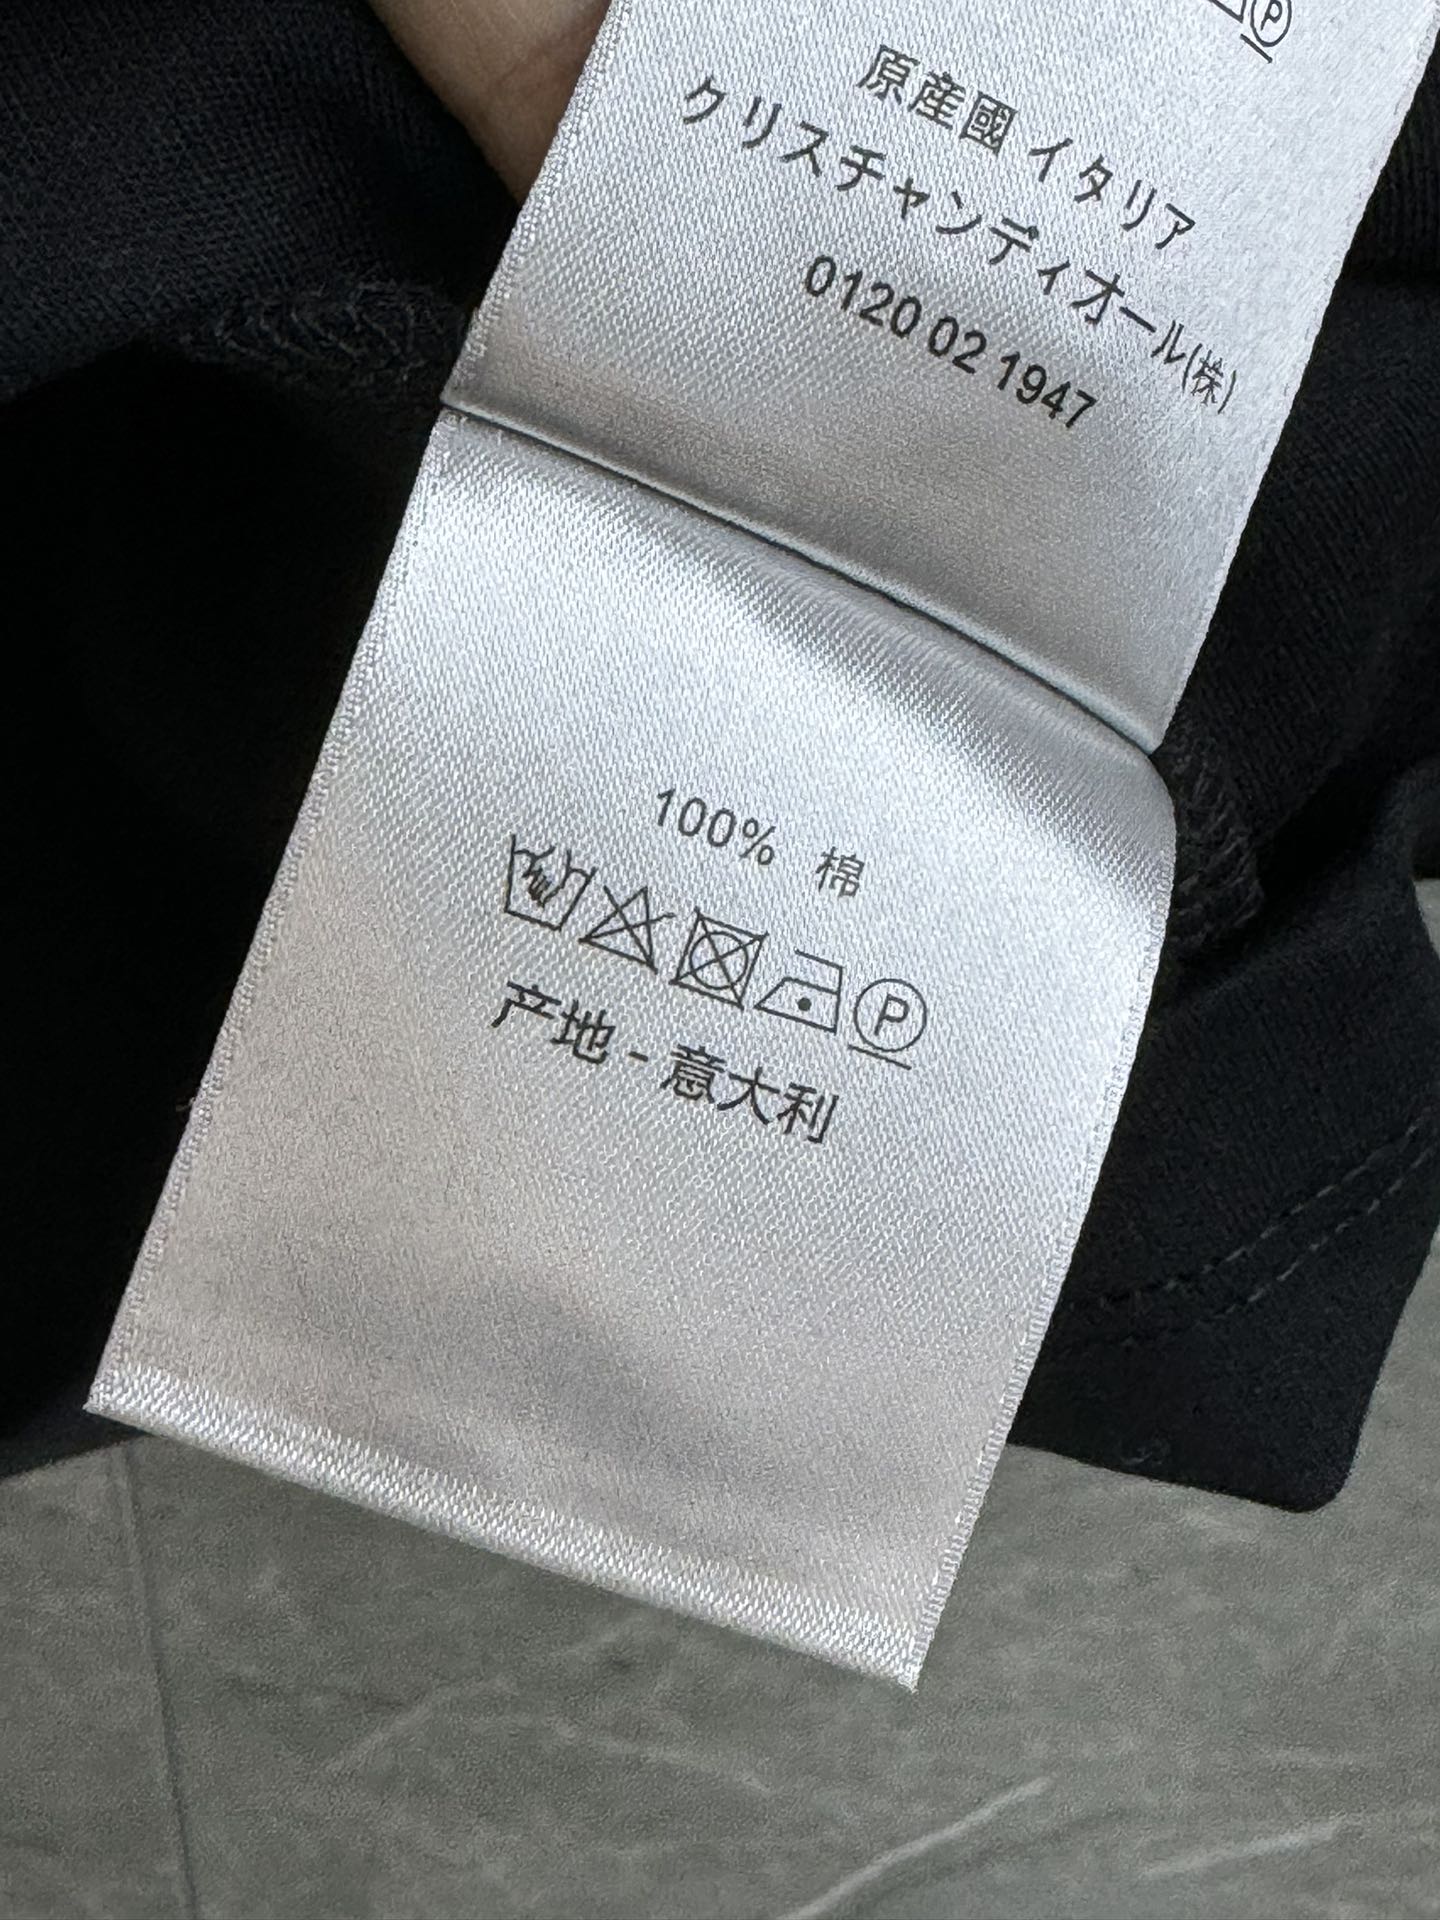 P
原産國 イタリア
クリスチャンディオール(株)
0120 02 1947
100% 棉
P
产地 - 意大利